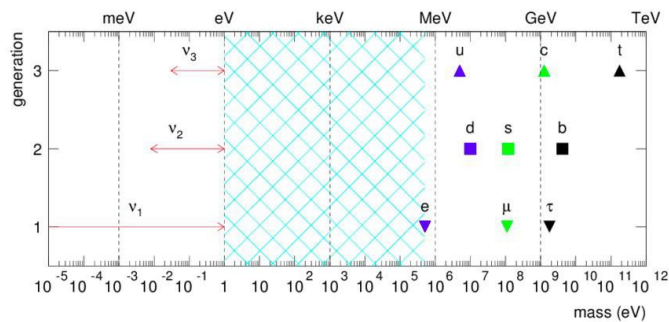 meV eV keV MeV GeV TeV
generation
3 ν3 u c t
2 ν2 d s b
1 ν1 e μ τ
10^-5 10^-4 10^-3 10^-2 10^-1 1 10 10^2 10^3 10^4 10^5 10^6 10^7 10^8 10^9 10^10 10^11 10^12
mass (eV)